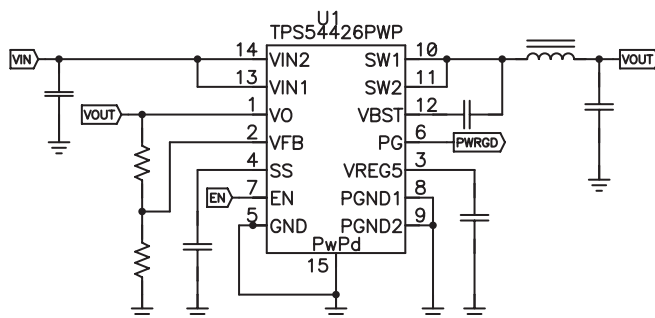 U1
TPS54426PWP
VIN
14 VIN2 SW1 10
VOUT
13 VIN1 SW2 11
VOUT
1 VO VBST 12
2 VFB PG 6
PWRGD
4 SS VREG5 3
EN
7 EN PGND1 8
5 GND PGND2 9
PwPd
15